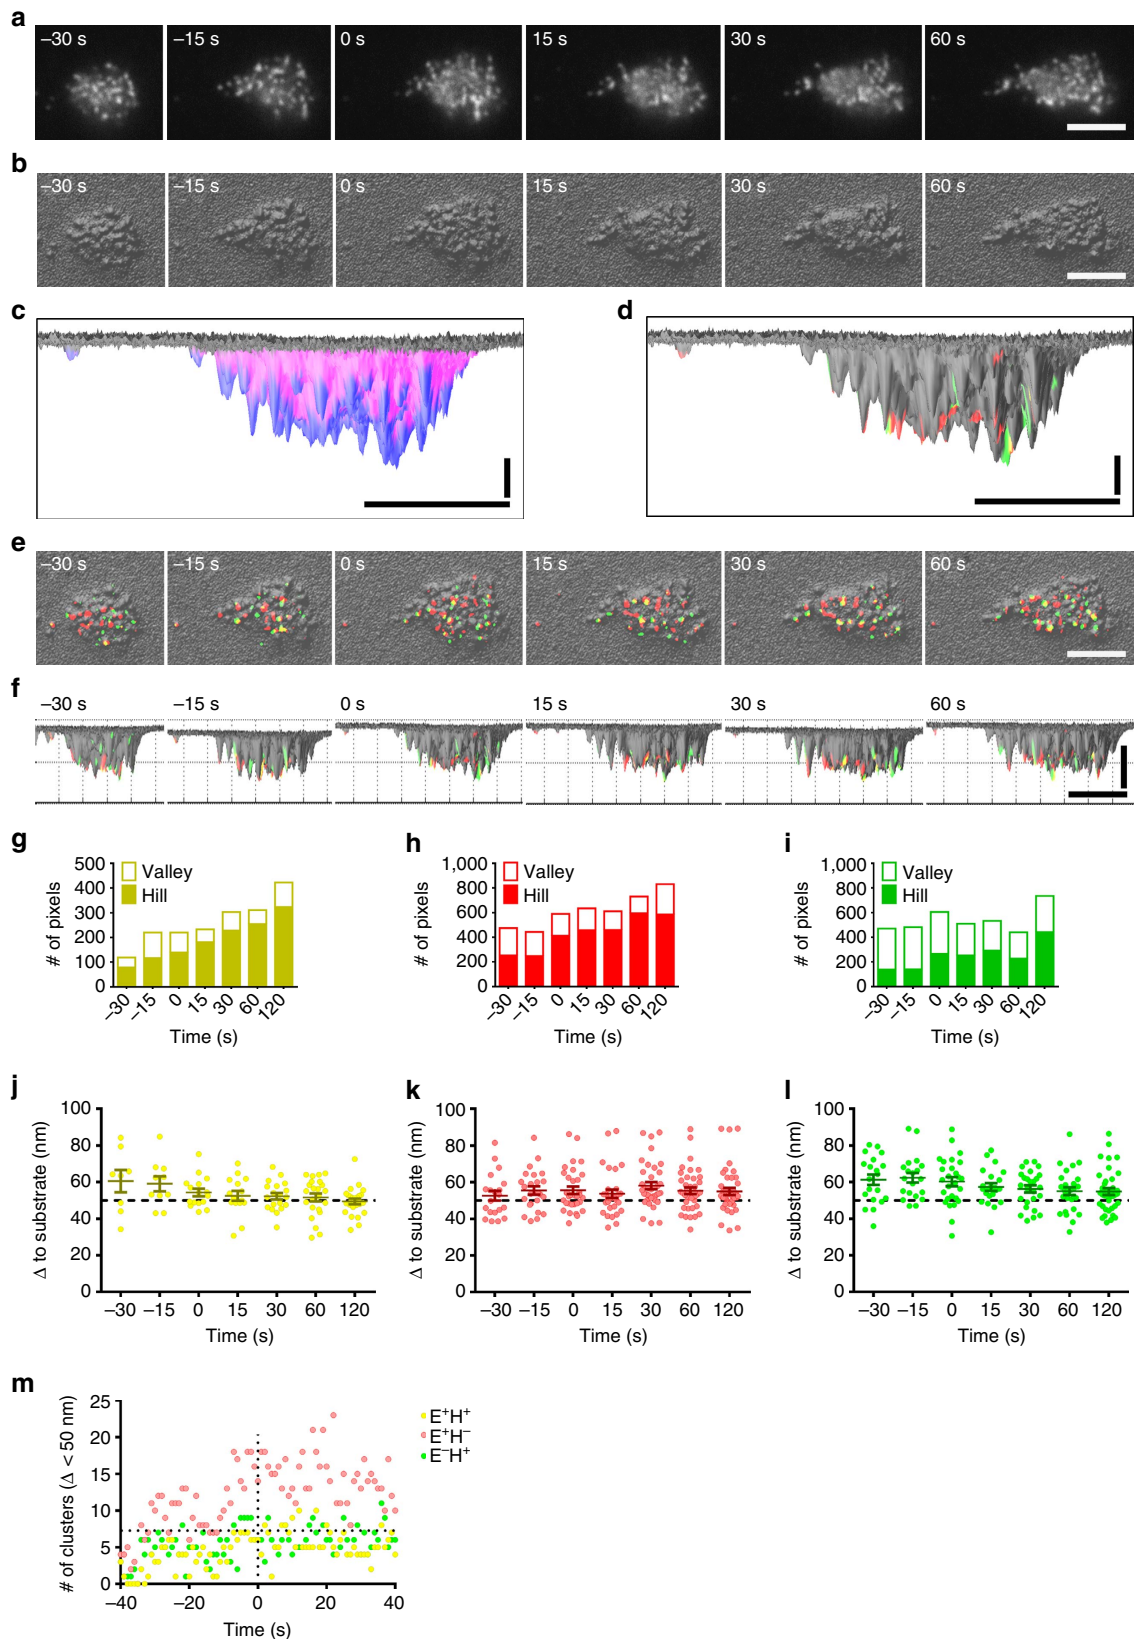 a
–30 s –15 s 0 s 15 s 30 s 60 s
b
–30 s –15 s 0 s 15 s 30 s 60 s
c d
e
–30 s –15 s 0 s 15 s 30 s 60 s
f
–30 s –15 s 0 s 15 s 30 s 60 s
g
500
400
300
200
100
0
# of pixels
Valley
Hill
–30 –15 0 15 30 60 120
Time (s)
h
1,000
800
600
400
200
0
# of pixels
Valley
Hill
–30 –15 0 15 30 60 120
Time (s)
i
1,000
800
600
400
200
0
# of pixels
Valley
Hill
–30 –15 0 15 30 60 120
Time (s)
j
100
80
60
40
20
0
Δ to substrate (nm)
–30 –15 0 15 30 60 120
Time (s)
k
100
80
60
40
20
0
Δ to substrate (nm)
–30 –15 0 15 30 60 120
Time (s)
l
100
80
60
40
20
0
Δ to substrate (nm)
–30 –15 0 15 30 60 120
Time (s)
m
25
20
15
10
5
0
# of clusters (Δ < 50 nm)
–40 –20 0 20 40
Time (s)
E⁺H⁺
E⁺H⁻
E⁻H⁺